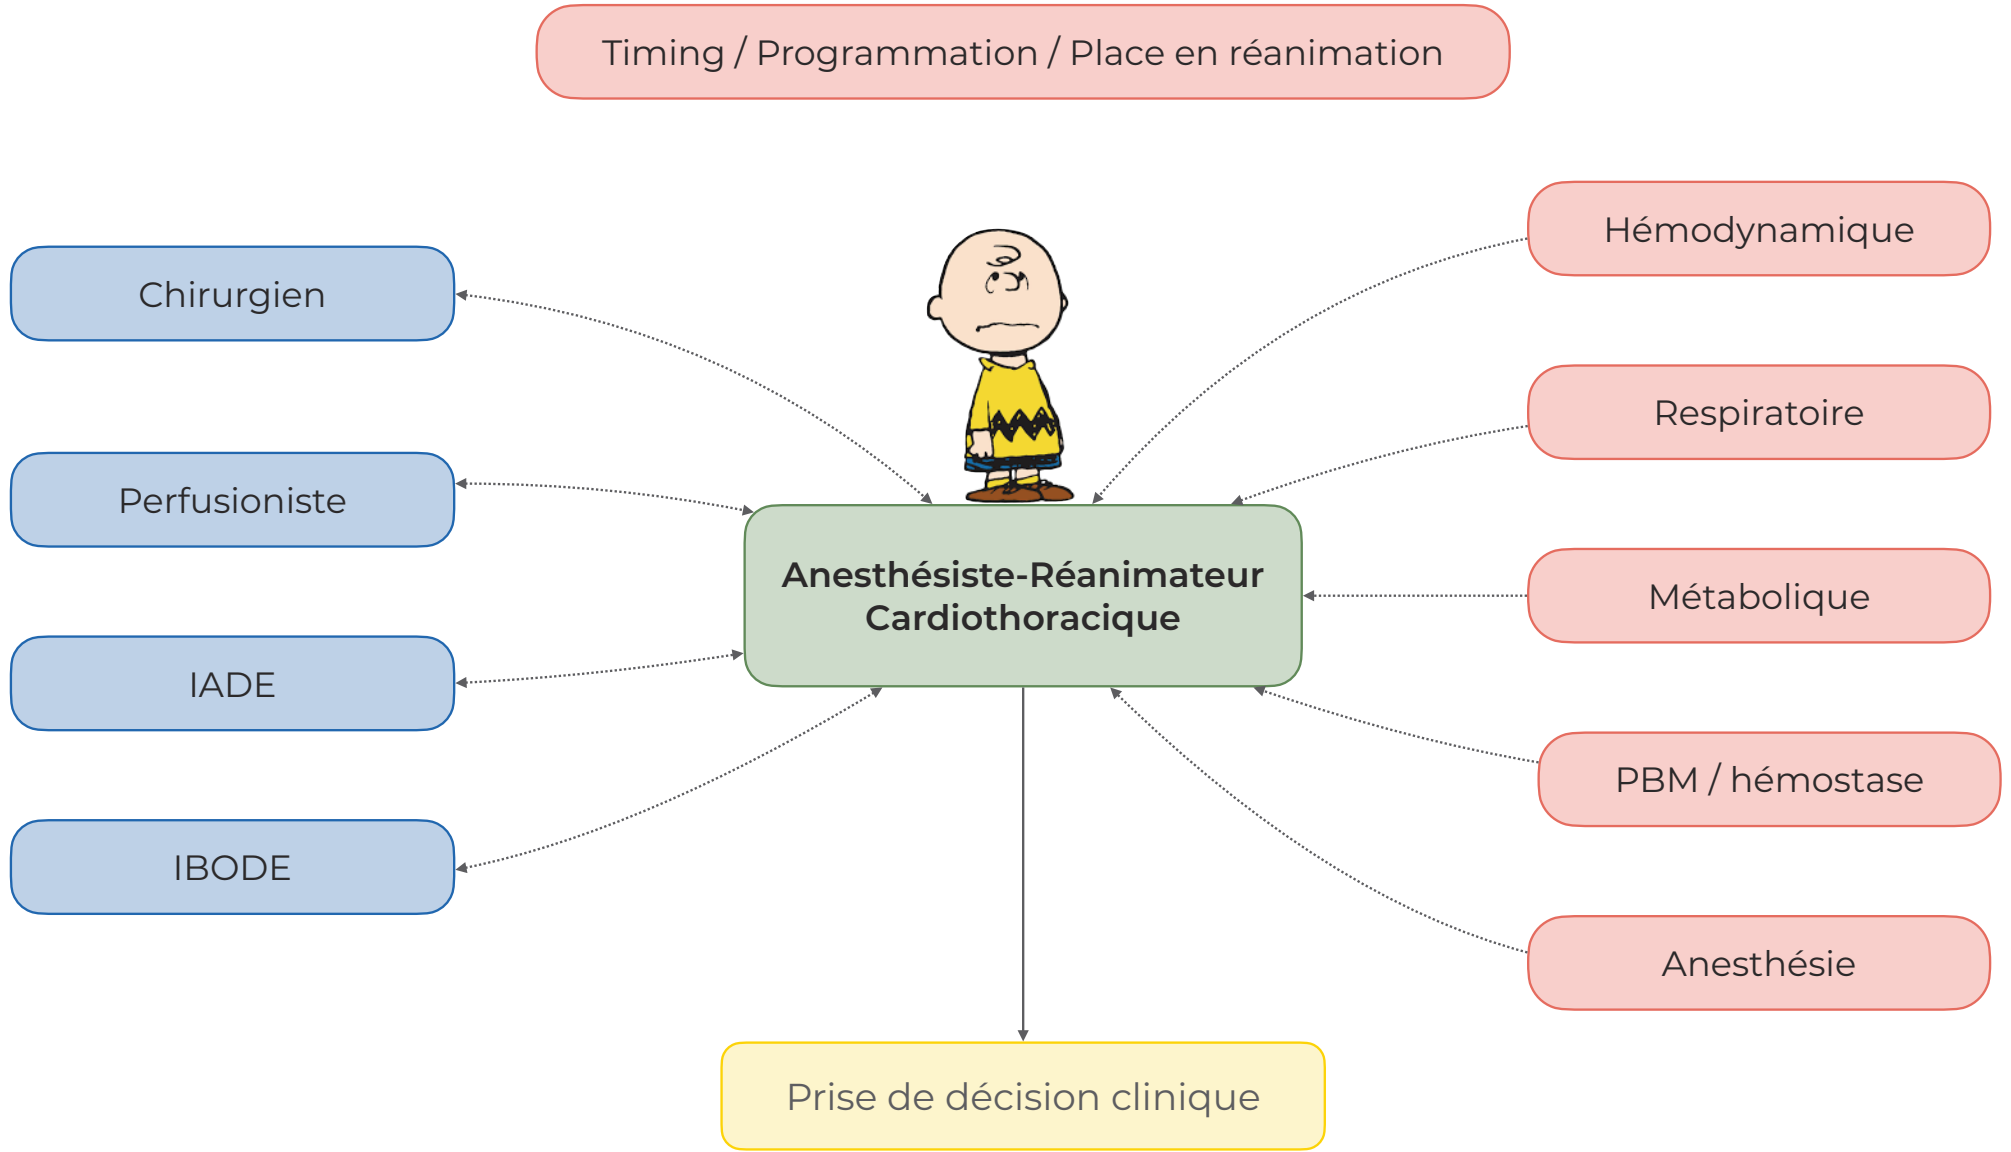 Timing / Programmation / Place en réanimation
Chirurgien
Perfusioniste
IADE
IBODE
Anesthésiste-Réanimateur
Cardiothoracique
Hémodynamique
Respiratoire
Métabolique
PBM / hémostase
Anesthésie
Prise de décision clinique